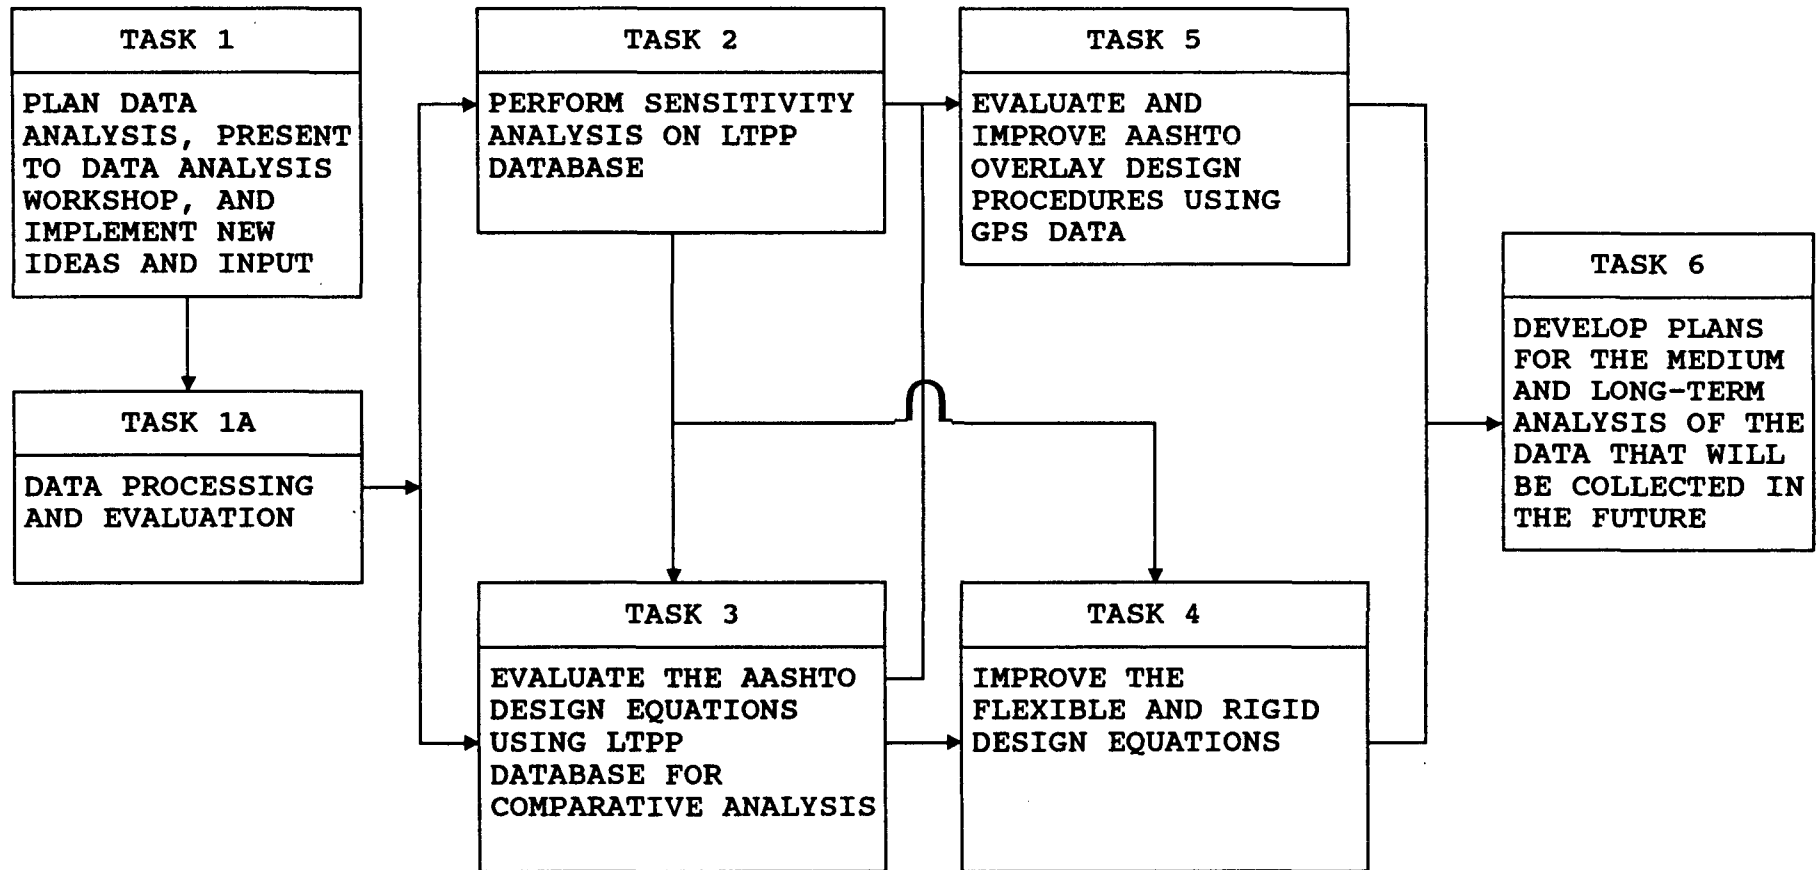 TASK 1
PLAN DATA
ANALYSIS, PRESENT
TO DATA ANALYSIS
WORKSHOP, AND
IMPLEMENT NEW
IDEAS AND INPUT
TASK 1A
DATA PROCESSING
AND EVALUATION
TASK 2
PERFORM SENSITIVITY
ANALYSIS ON LTPP
DATABASE
TASK 3
EVALUATE THE AASHTO
DESIGN EQUATIONS
USING LTPP
DATABASE FOR
COMPARATIVE ANALYSIS
TASK 5
EVALUATE AND
IMPROVE AASHTO
OVERLAY DESIGN
PROCEDURES USING
GPS DATA
TASK 4
IMPROVE THE
FLEXIBLE AND RIGID
DESIGN EQUATIONS
TASK 6
DEVELOP PLANS
FOR THE MEDIUM
AND LONG-TERM
ANALYSIS OF THE
DATA THAT WILL
BE COLLECTED IN
THE FUTURE